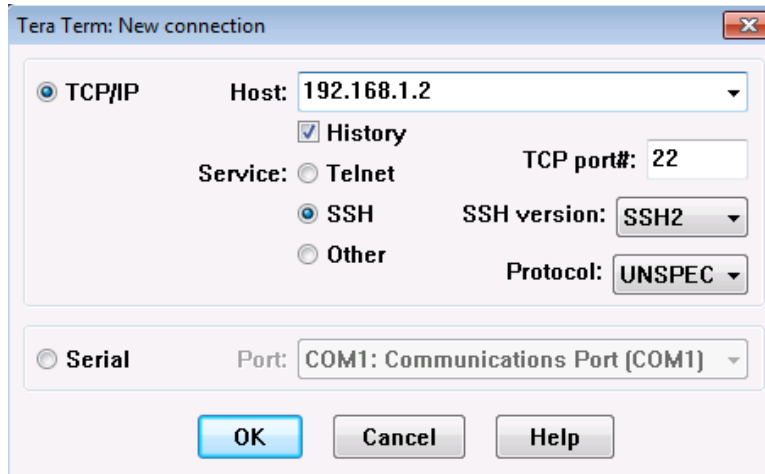 Tera Term: New connection
TCP/IP Host: 192.168.1.2
History
Service: Telnet TCP port#: 22
SSH SSH version: SSH2
Other Protocol: UNSPEC
Serial Port: COM1: Communications Port (COM1)
OK Cancel Help